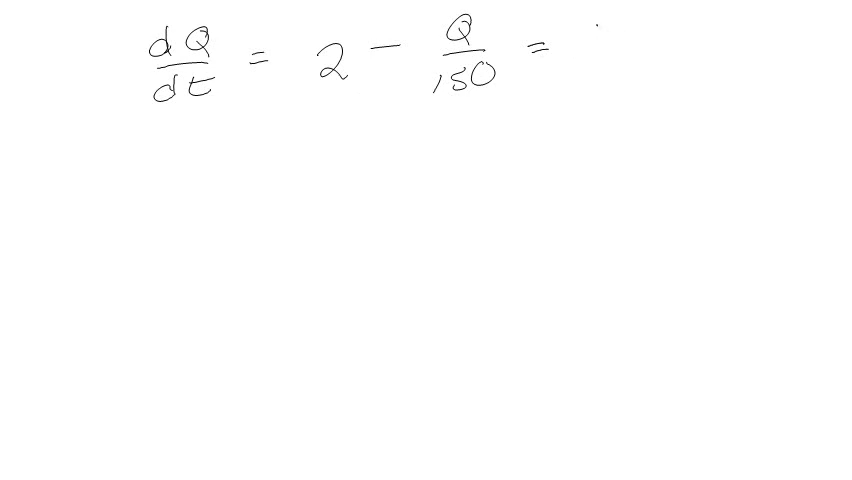 dQ/dt = 2 - Q/150 =